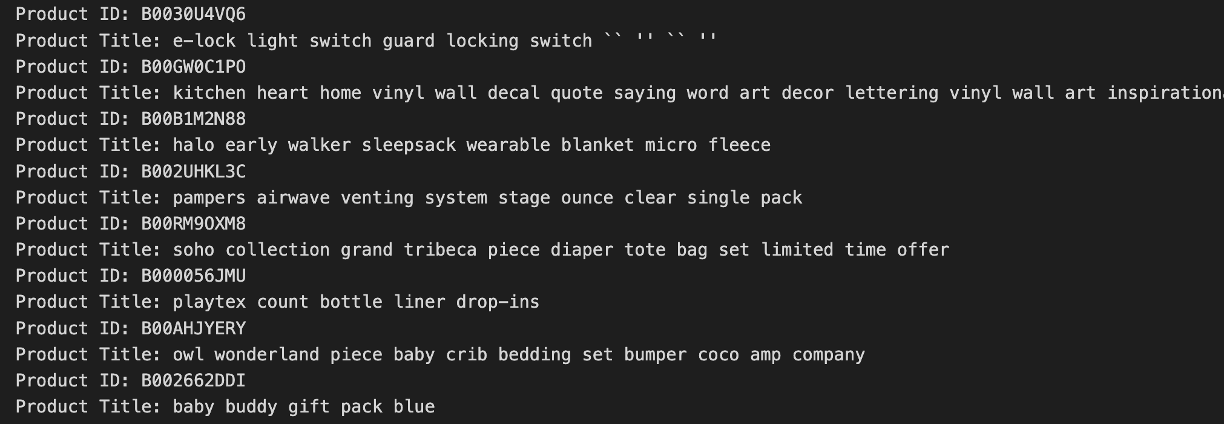 Product ID: B0030U4VQ6
Product Title: e-lock light switch guard locking switch `` '' `` ''
Product ID: B00GW0C1PO
Product Title: kitchen heart home vinyl wall decal quote saying word art decor lettering vinyl wall art inspiration
Product ID: B00B1M2N88
Product Title: halo early walker sleepsack wearable blanket micro fleece
Product ID: B002UHKL3C
Product Title: pampers airwave venting system stage ounce clear single pack
Product ID: B00RM9OXM8
Product Title: soho collection grand tribeca piece diaper tote bag set limited time offer
Product ID: B000056JMU
Product Title: playtex count bottle liner drop-ins
Product ID: B00AHJYERY
Product Title: owl wonderland piece baby crib bedding set bumper coco amp company
Product ID: B002662DDI
Product Title: baby buddy gift pack blue